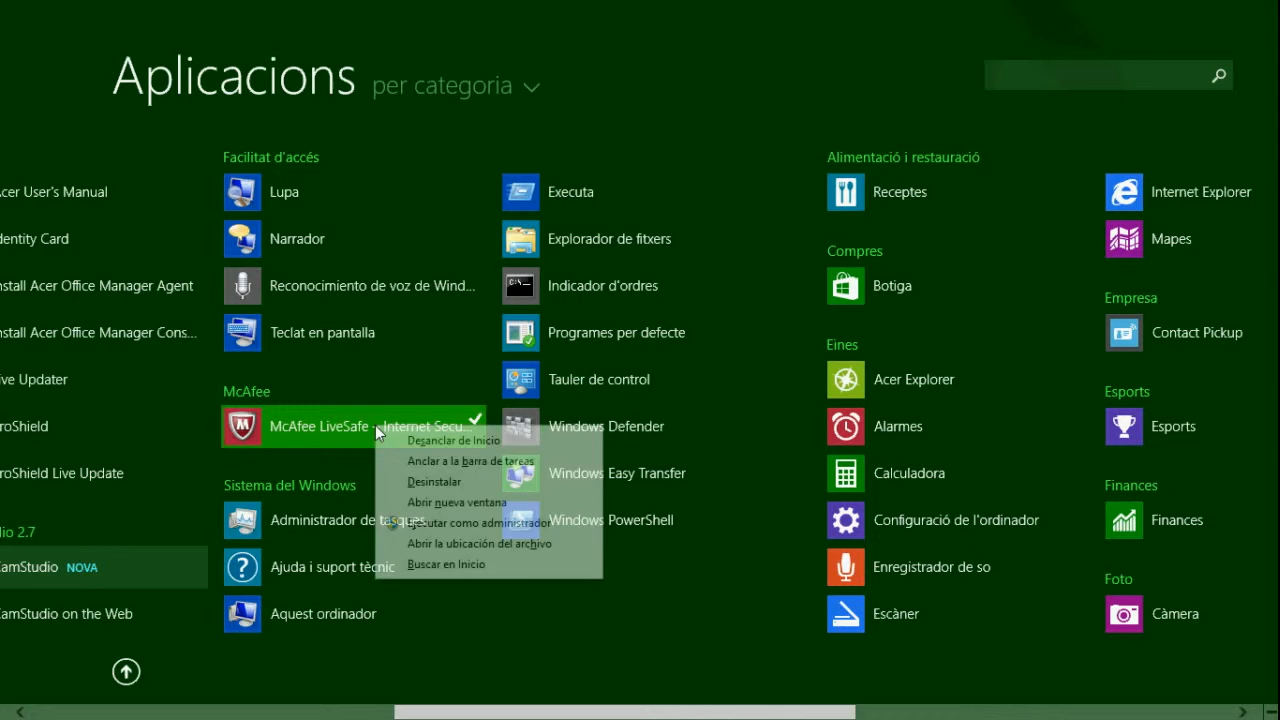 Aplicacions per categoria
cer User's Manual
dentity Card
nstall Acer Office Manager Agent
nstall Acer Office Manager Cons...
ive Updater
roShield
roShield Live Update
dio 2.7
CamStudio NOVA
CamStudio on the Web
Facilitat d'accés
Lupa
Narrador
Reconocimiento de voz de Wind...
Teclat en pantalla
McAfee
McAfee LiveSafe - Internet Secu...
Sistema del Windows
Administrador de tasques
Ajuda i suport tècnic
Aquest ordinador
Executa
Explorador de fitxers
Indicador d'ordres
C:\
Programes per defecte
Tauler de control
Windows Defender
Windows Easy Transfer
Windows PowerShell
Desanclar de Inicio
Anclar a la barra de tareas
Desinstalar
Abrir nueva ventana
Ejecutar como administrador
Abrir la ubicación del archivo
Buscar en Inicio
Alimentació i restauració
Receptes
Compres
Botiga
Eines
Acer Explorer
Alarmes
Calculadora
Configuració de l'ordinador
Enregistrador de so
Escàner
Internet Explorer
Mapes
Empresa
Contact Pickup
Esports
Esports
Finances
Finances
Foto
Càmera